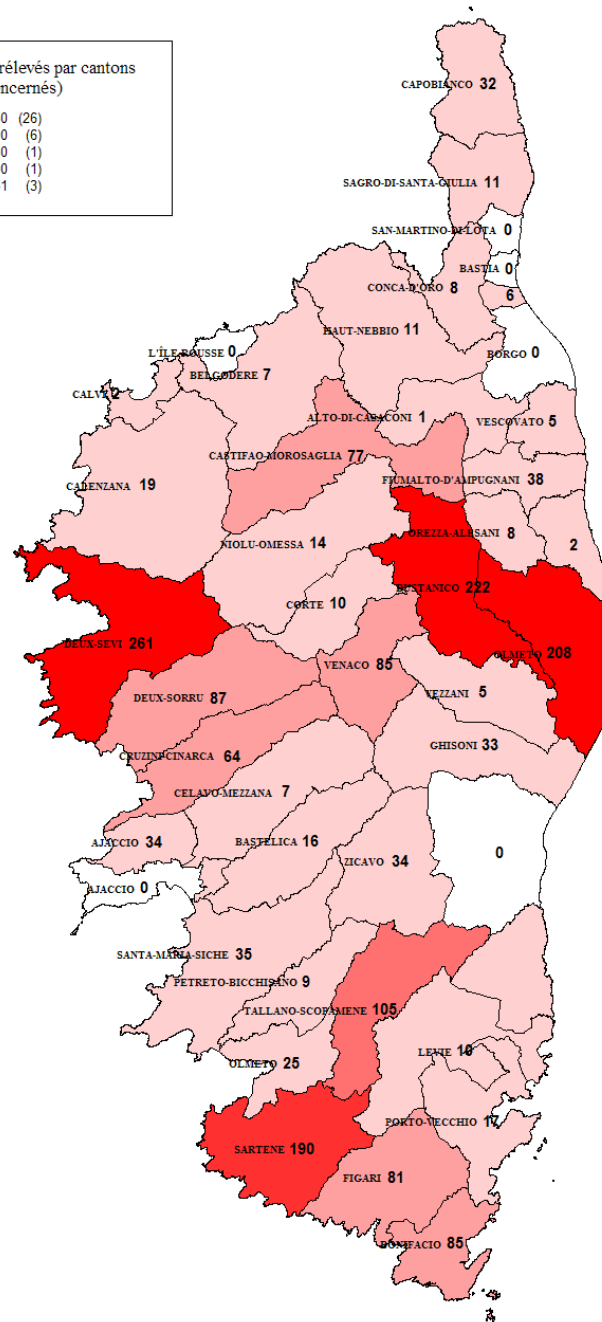 rélevés par cantons
ncernés)
0 (26)
0 (6)
0 (1)
0 (1)
1 (3)
CAPOBIANCO 32
SAGRO-DI-SANTA-GIULIA 11
SAN-MARTINO-DI-LOTA 0
BASTIA 0
CONCA-D'ORO 8
6
HAUT-NEBBIO 11
L'ÎLE-ROUSSE 0
BORGO 0
BELGODERE 7
CALVI 2
ALTO-DI-CASACONI 1
VESCOVATO 5
CASTIFAO-MOROSAGLIA 77
CALENZANA 19
FIUMALTO-D'AMPUGNANI 38
OREZZA-ALESANI 8
NIOLU-OMESSA 14
2
BUSTANICO 222
CORTE 10
DEUX-SEVI 261
OLMETO 208
VENACO 85
VEZZANI 5
DEUX-SORRU 87
GHISONI 33
CRUZINI-CINARCA 64
CELAVO-MEZZANA 7
AJACCIO 34
BASTELICA 16
0
ZICAVO 34
AJACCIO 0
SANTA-MARIA-SICHE 35
PETRETO-BICCHISANO 9
TALLANO-SCOPAMENE 105
LEVIE 10
OLMETO 25
PORTO-VECCHIO 17
SARTENE 190
FIGARI 81
BONIFACIO 85